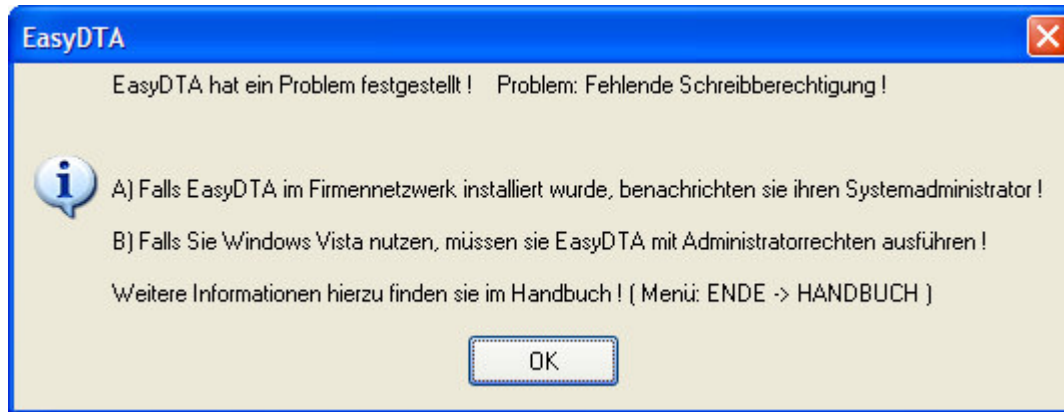 EasyDTA
EasyDTA hat ein Problem festgestellt ! Problem: Fehlende Schreibberechtigung !
A) Falls EasyDTA im Firmennetzwerk installiert wurde, benachrichten sie ihren Systemadministrator !
B) Falls Sie Windows Vista nutzen, müssen sie EasyDTA mit Administratorrechten ausführen !
Weitere Informationen hierzu finden sie im Handbuch ! ( Menü: ENDE -> HANDBUCH )
OK